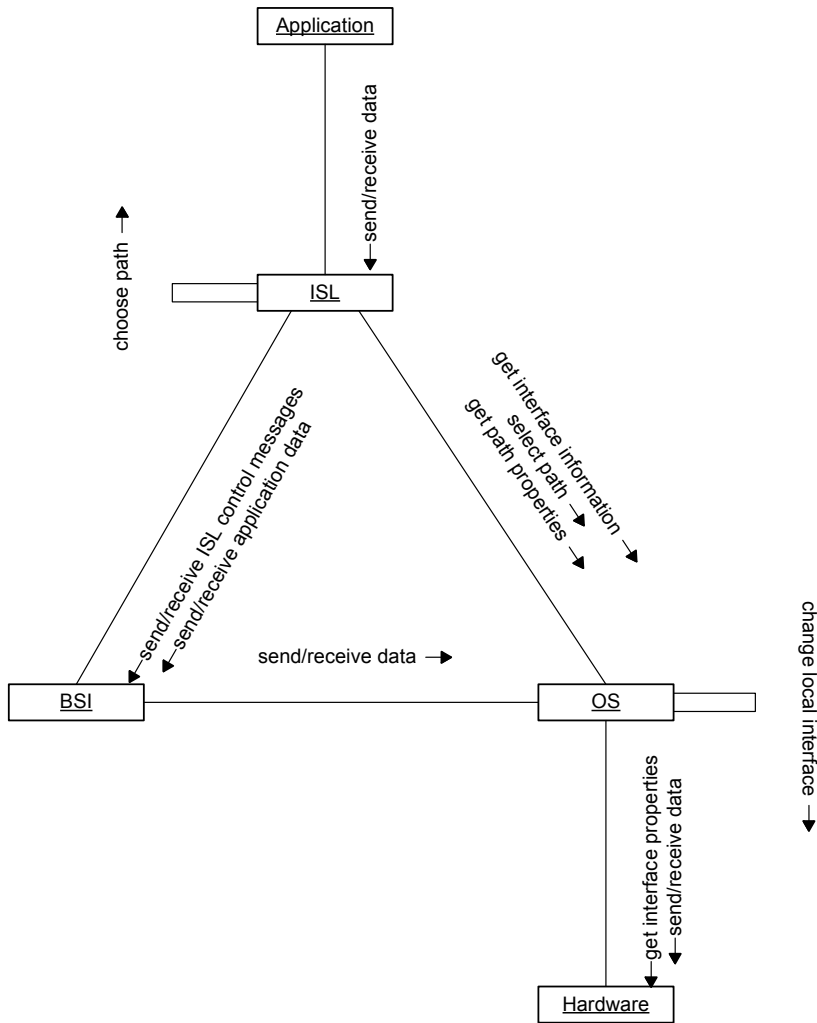 Application
send/receive data
choose path
ISL
get interface information
select path
get path properties
send/receive ISL control messages
send/receive application data
send/receive data
BSI
OS
change local interface
get interface properties
send/receive data
Hardware